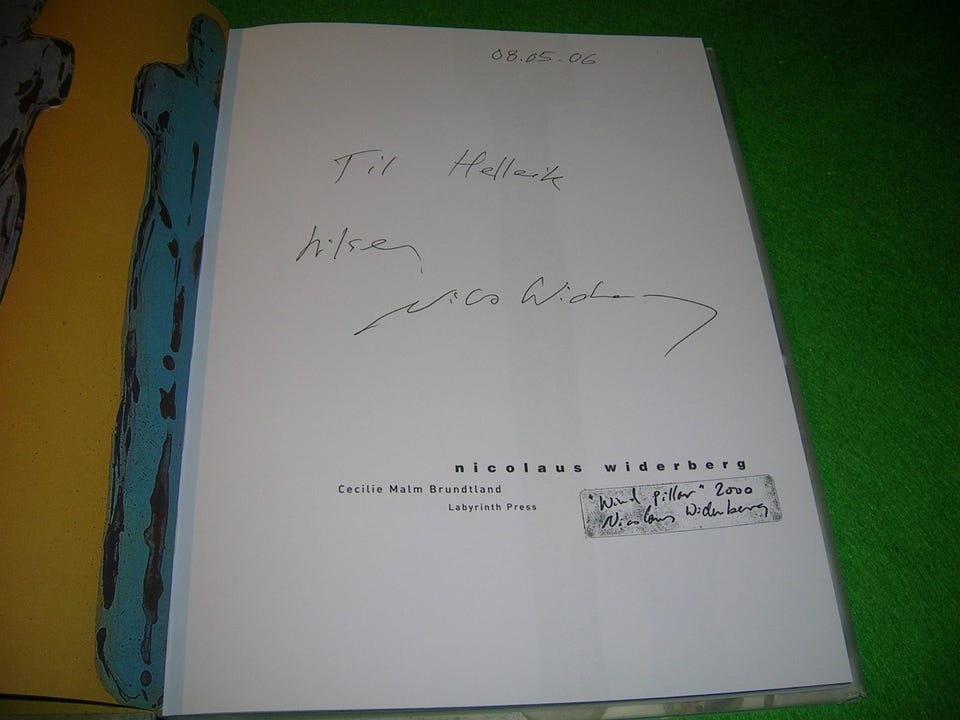 08.05.06
Til Helleik
hilsen
Nico Widerberg
nicolaus widerberg
Cecilie Malm Brundtland
Labyrinth Press
"Wind pillar" 2000
Nicolaus Widerberg